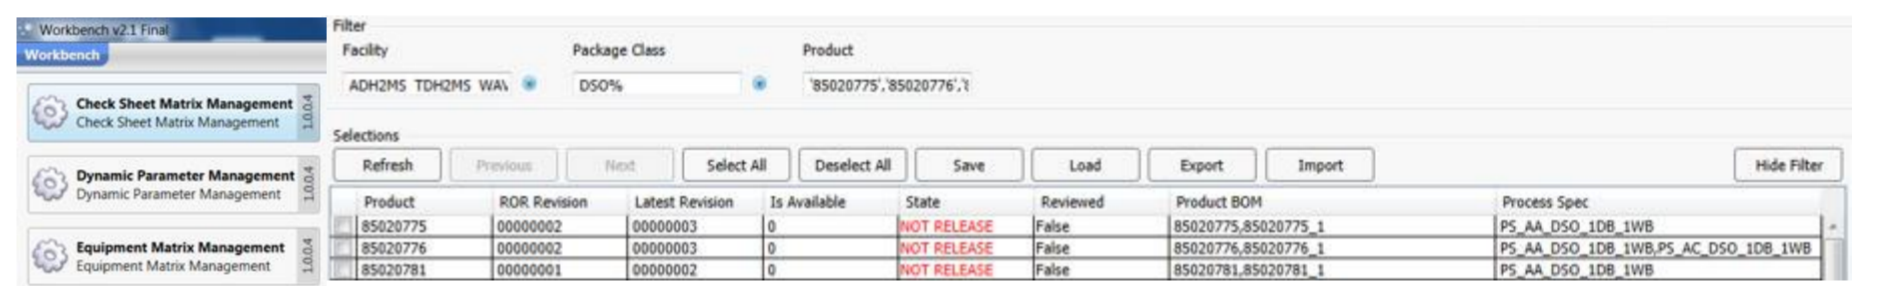 Workbench v2.1 Final
Workbench
Check Sheet Matrix Management
Check Sheet Matrix Management
1.0.0.4
Dynamic Parameter Management
Dynamic Parameter Management
1.0.0.4
Equipment Matrix Management
Equipment Matrix Management
1.0.0.4
Filter
Facility Package Class Product
ADH2MS TDH2MS DSO% '85020775','85020776','
Selections
Refresh Previous Next Select All Deselect All Save Load Export Import Hide Filter
Product ROR Revision Latest Revision Is Available State Reviewed Product BOM Process Spec
85020775 00000002 00000003 0 NOT RELEASE False 85020775,85020775_1 PS_AA_DSO_1DB_1WB
85020776 00000002 00000003 0 NOT RELEASE False 85020776,85020776_1 PS_AA_DSO_1DB_1WB,PS_AC_DSO_1DB_1WB
85020781 00000001 00000002 0 NOT RELEASE False 85020781,85020781_1 PS_AA_DSO_1DB_1WB